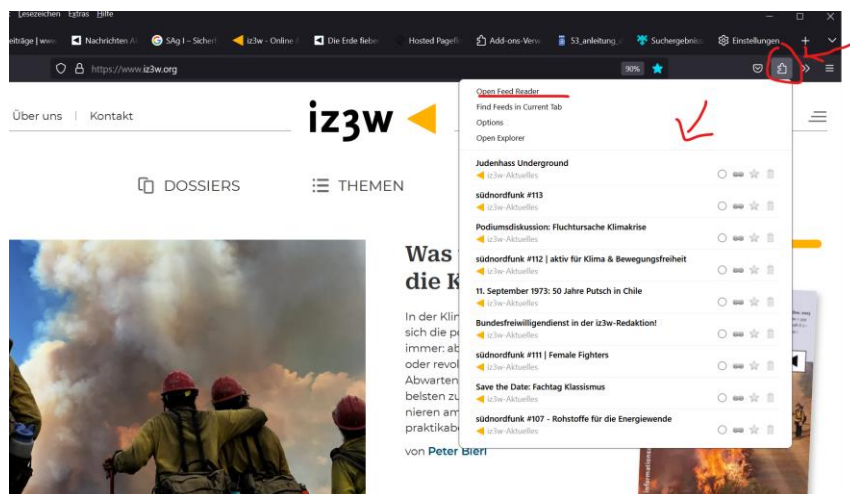 Lesezeichen Extras Hilfe
eiträge | www.
Nachrichten A
SAg I – Sicher
iz3w - Online
Die Erde fiebe
Hosted Pagefl
Add-ons-Verw
S3_anleitung_
Suchergebnis
Einstellungen
https://www.iz3w.org
90%
Über uns | Kontakt
iz3w
DOSSIERS
THEMEN
Open Feed Reader
Find Feeds in Current Tab
Options
Open Explorer
Judenhass Underground
iz3w-Aktuelles
südnordfunk #113
iz3w-Aktuelles
Podiumsdiskussion: Fluchtursache Klimakrise
iz3w-Aktuelles
südnordfunk #112 | aktiv für Klima & Bewegungsfreiheit
iz3w-Aktuelles
11. September 1973: 50 Jahre Putsch in Chile
iz3w-Aktuelles
Bundesfreiwilligendienst in der iz3w-Redaktion!
iz3w-Aktuelles
südnordfunk #111 | Female Fighters
iz3w-Aktuelles
Save the Date: Fachtag Klassismus
iz3w-Aktuelles
südnordfunk #107 - Rohstoffe für die Energiewende
iz3w-Aktuelles
Was
die K
In der Klin
sich die po
immer: ab
oder revol
Abwarten
belsten zu
nieren am
praktikab
von Peter Bierl